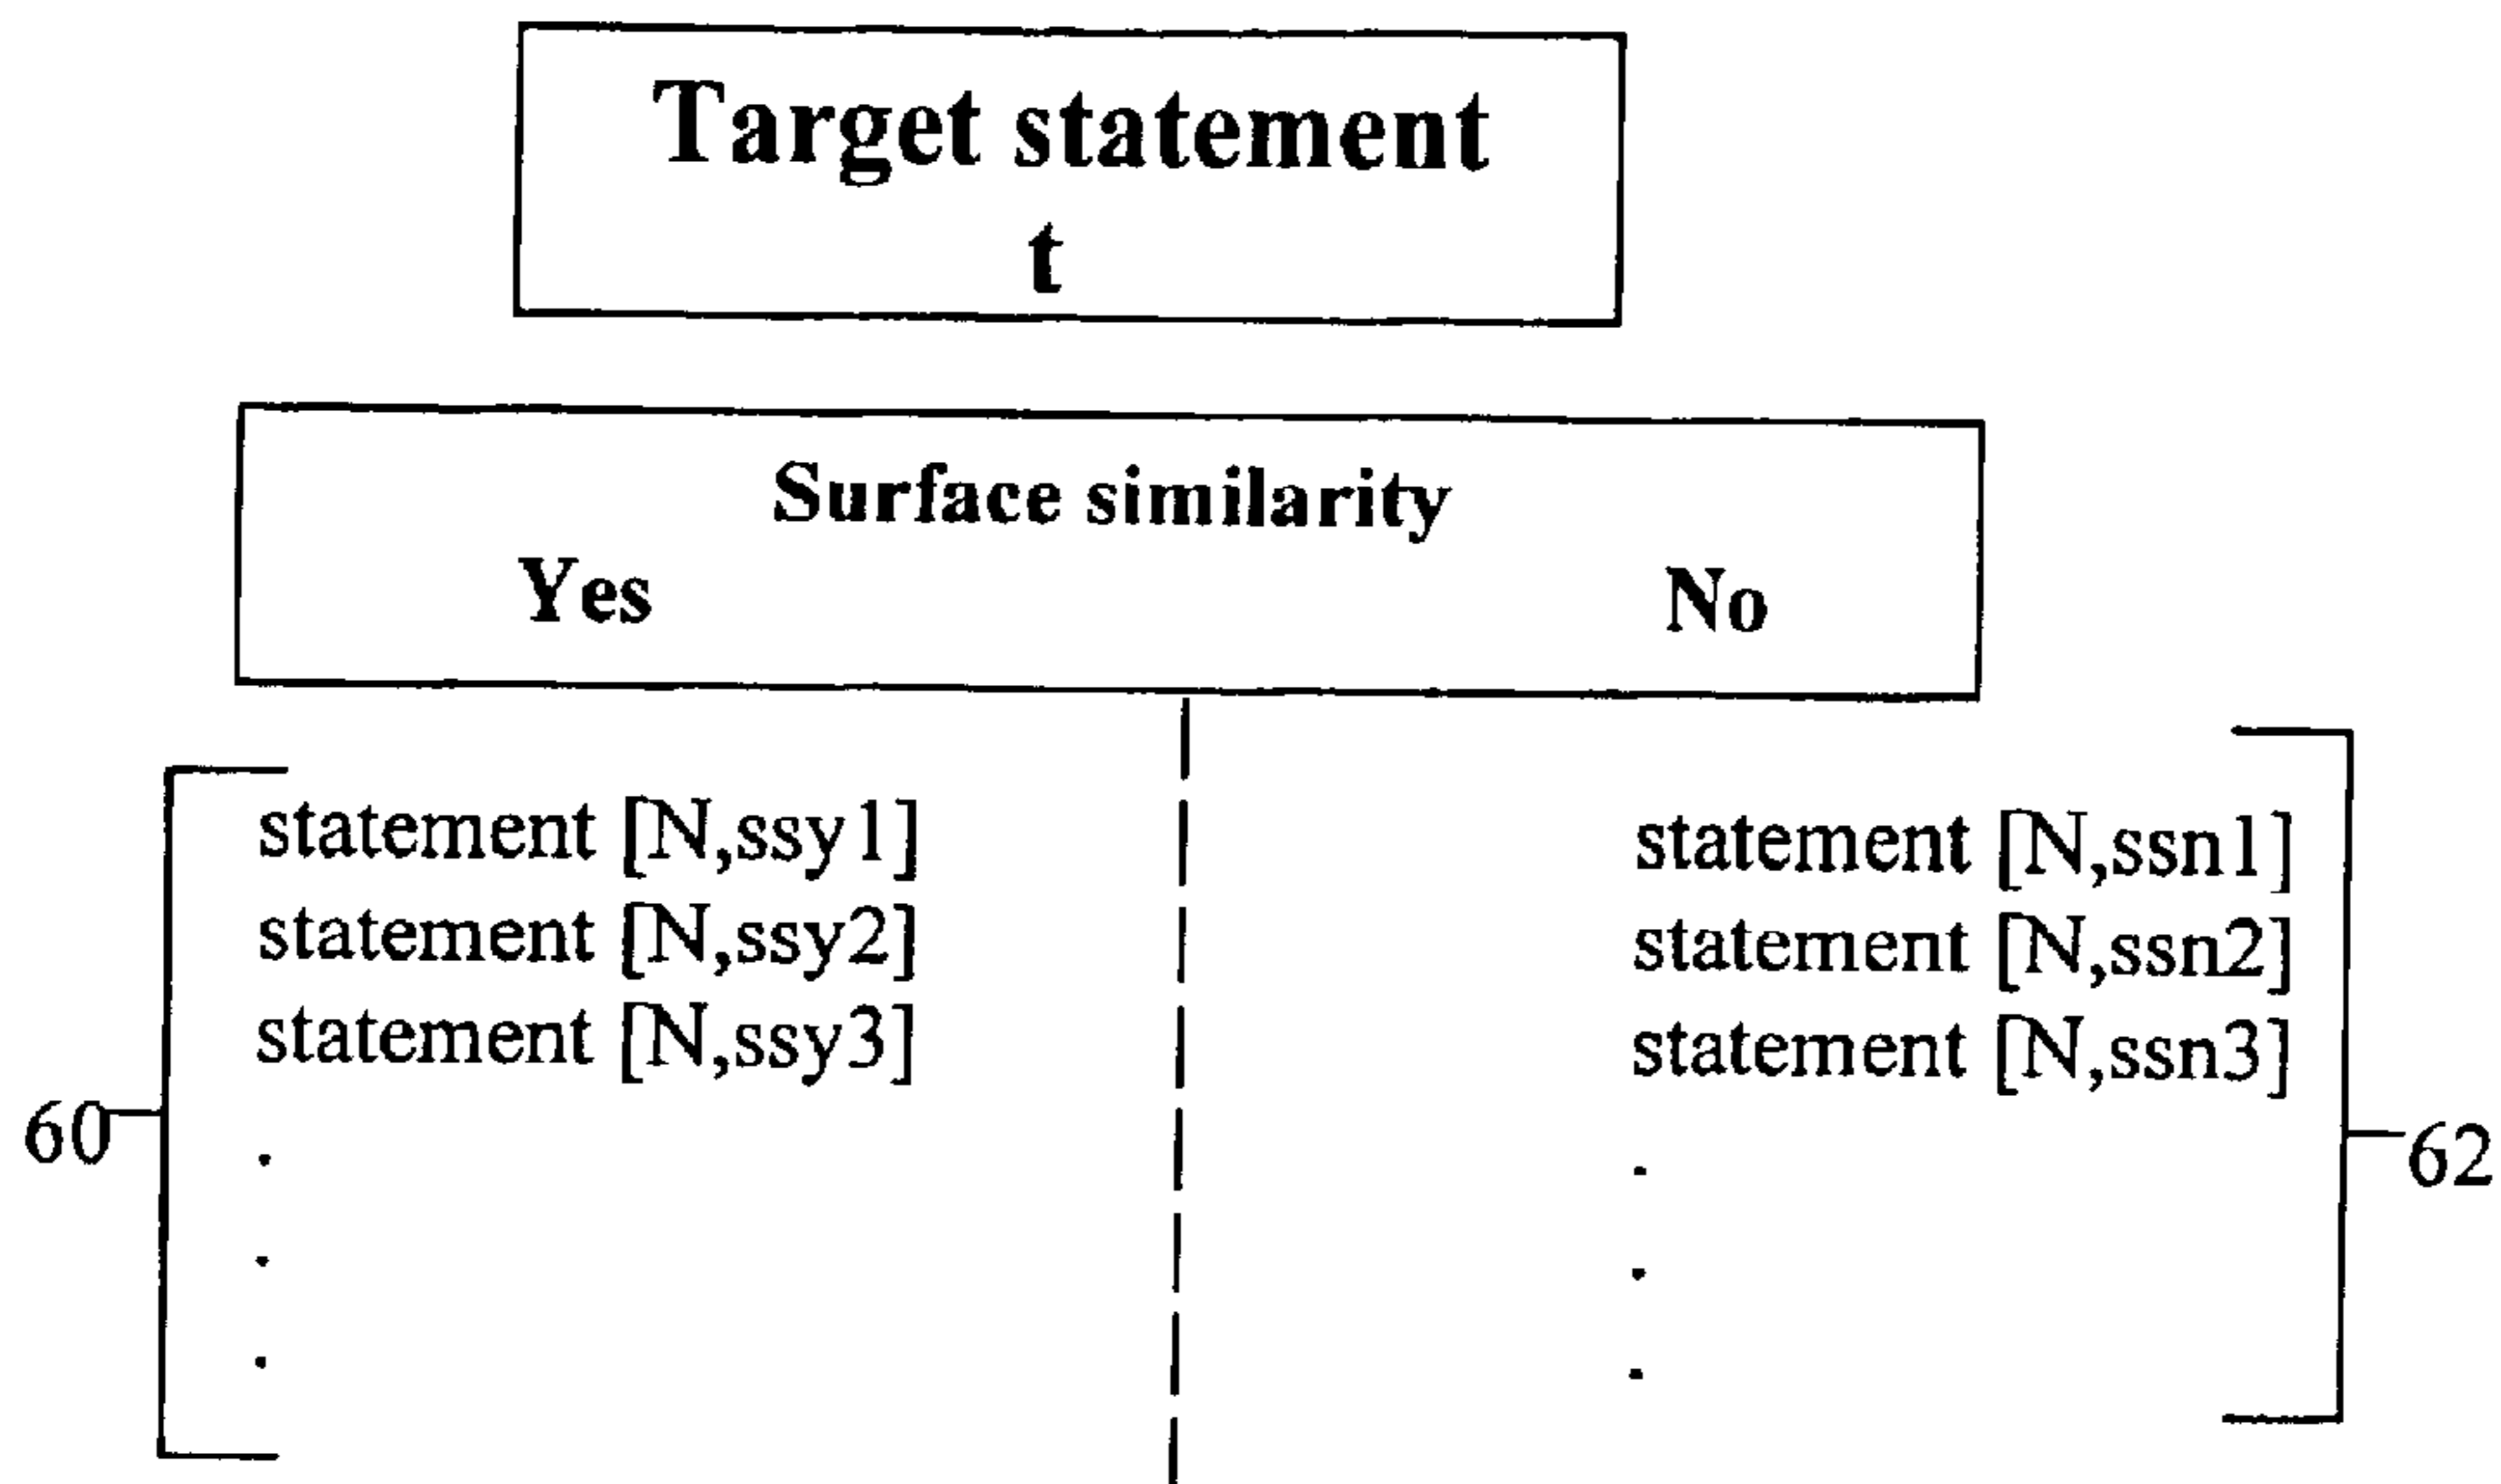 Target statement
t
Surface similarity
Yes No
statement [N,ssy1] statement [N,ssn1]
statement [N,ssy2] statement [N,ssn2]
statement [N,ssy3] statement [N,ssn3]
60 62